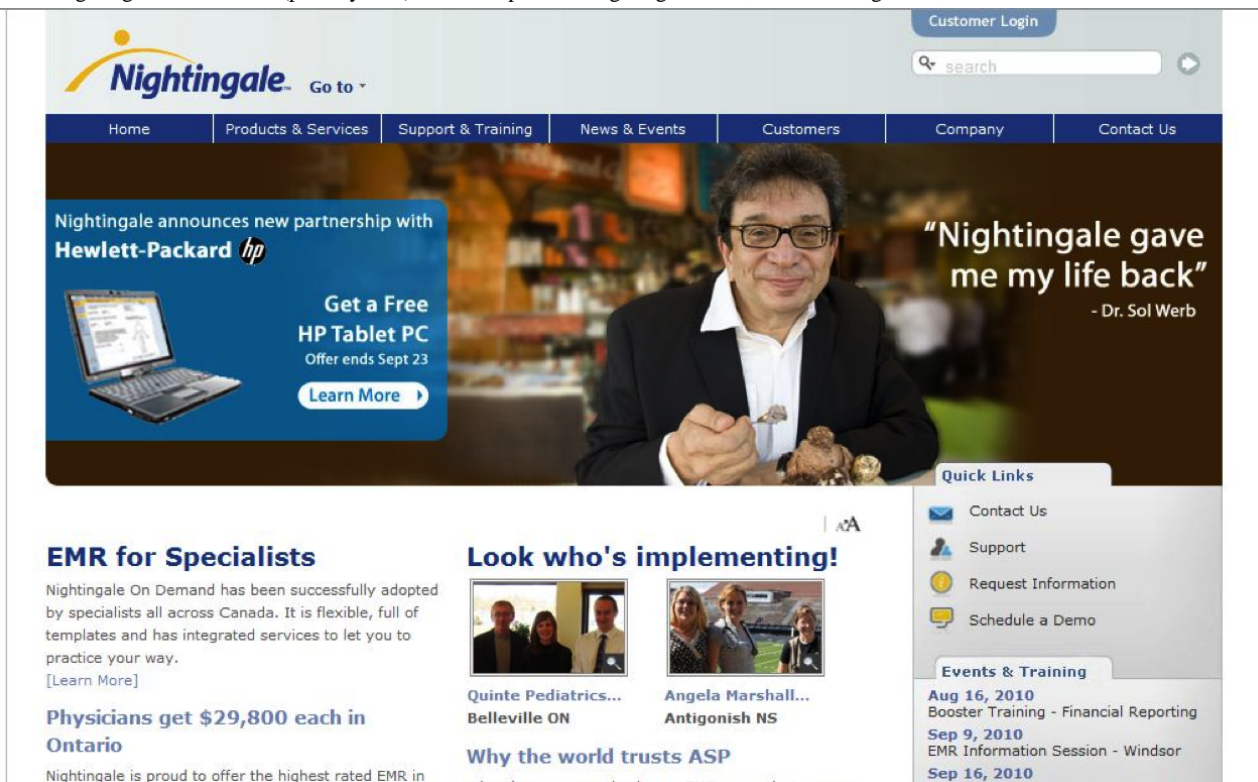 Customer Login
Nightingale
Go to
search
Home
Products & Services
Support & Training
News & Events
Customers
Company
Contact Us
Nightingale announces new partnership with
Hewlett-Packard hp
Get a Free
HP Tablet PC
Offer ends Sept 23
Learn More
"Nightingale gave
me my life back"
- Dr. Sol Werb
Quick Links
Contact Us
Support
Request Information
Schedule a Demo
AA
EMR for Specialists
Nightingale On Demand has been successfully adopted
by specialists all across Canada. It is flexible, full of
templates and has integrated services to let you to
practice your way.
[Learn More]
Physicians get $29,800 each in
Ontario
Nightingale is proud to offer the highest rated EMR in
Look who's implementing!
Quinte Pediatrics...
Belleville ON
Angela Marshall...
Antigonish NS
Why the world trusts ASP
Events & Training
Aug 16, 2010
Booster Training - Financial Reporting
Sep 9, 2010
EMR Information Session - Windsor
Sep 16, 2010